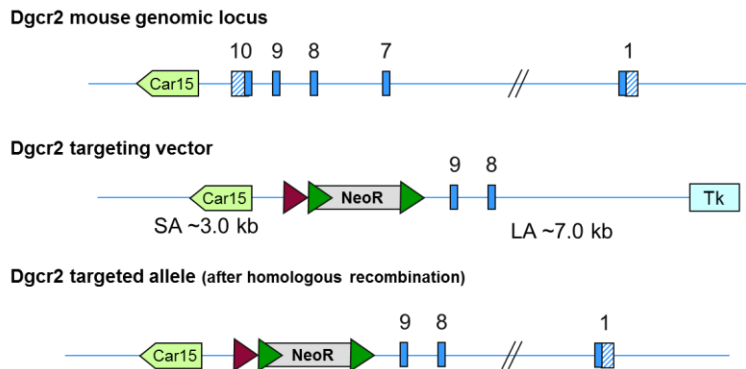 Dgcr2 mouse genomic locus
10 9 8 7 1
Car15
Dgcr2 targeting vector
9 8
Car15 NeoR Tk
SA ~3.0 kb LA ~7.0 kb
Dgcr2 targeted allele (after homologous recombination)
9 8 1
Car15 NeoR